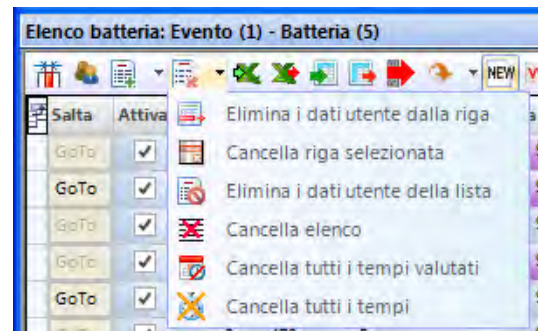 Elenco batteria: Evento (1) - Batteria (5)
NEW
Salta Attiva
GoTo Elimina i dati utente dalla riga
Cancella riga selezionata
GoTo Elimina i dati utente della lista
GoTo Cancella elenco
GoTo Cancella tutti i tempi valutati
GoTo Cancella tutti i tempi